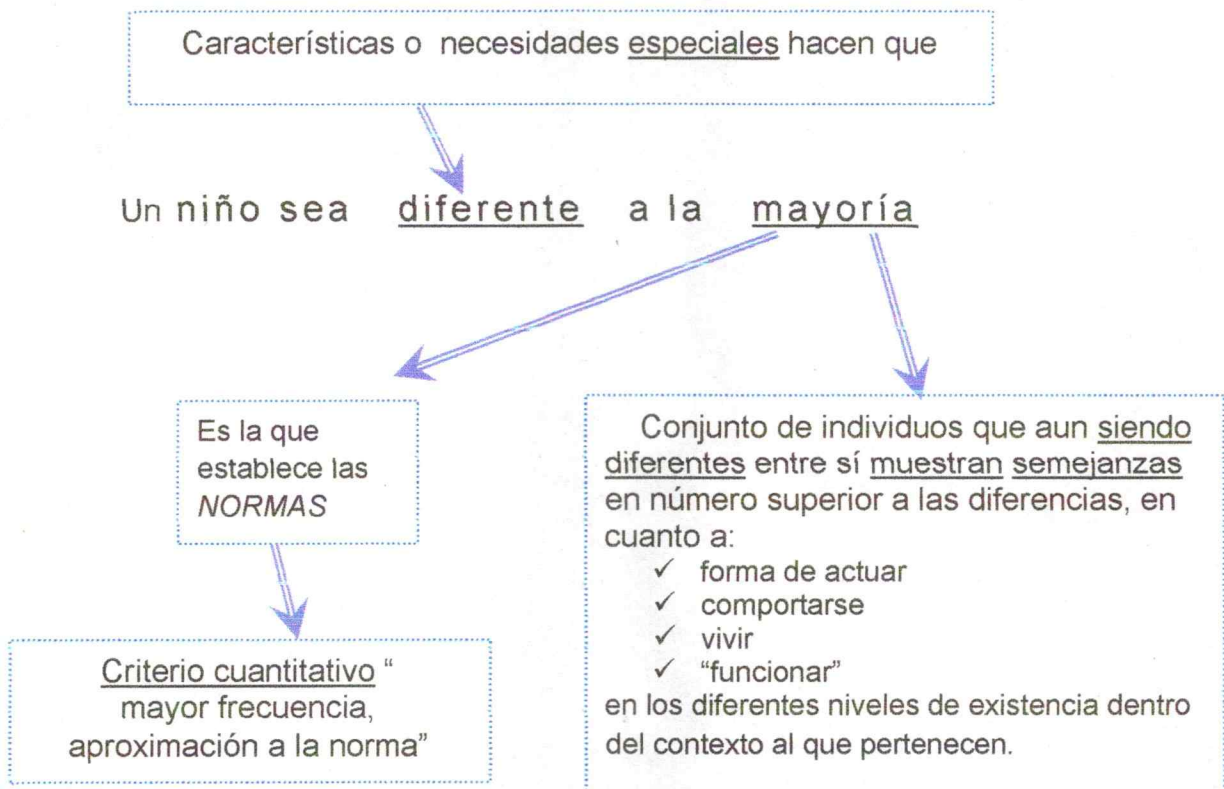 Características o necesidades especiales hacen que
Un niño sea diferente a la mayoría
Es la que
establece las
NORMAS
Conjunto de individuos que aun siendo
diferentes entre sí muestran semejanzas
en número superior a las diferencias, en
cuanto a:
✓ forma de actuar
✓ comportarse
✓ vivir
✓ “funcionar”
en los diferentes niveles de existencia dentro
del contexto al que pertenecen.
Criterio cuantitativo “
mayor frecuencia,
aproximación a la norma”